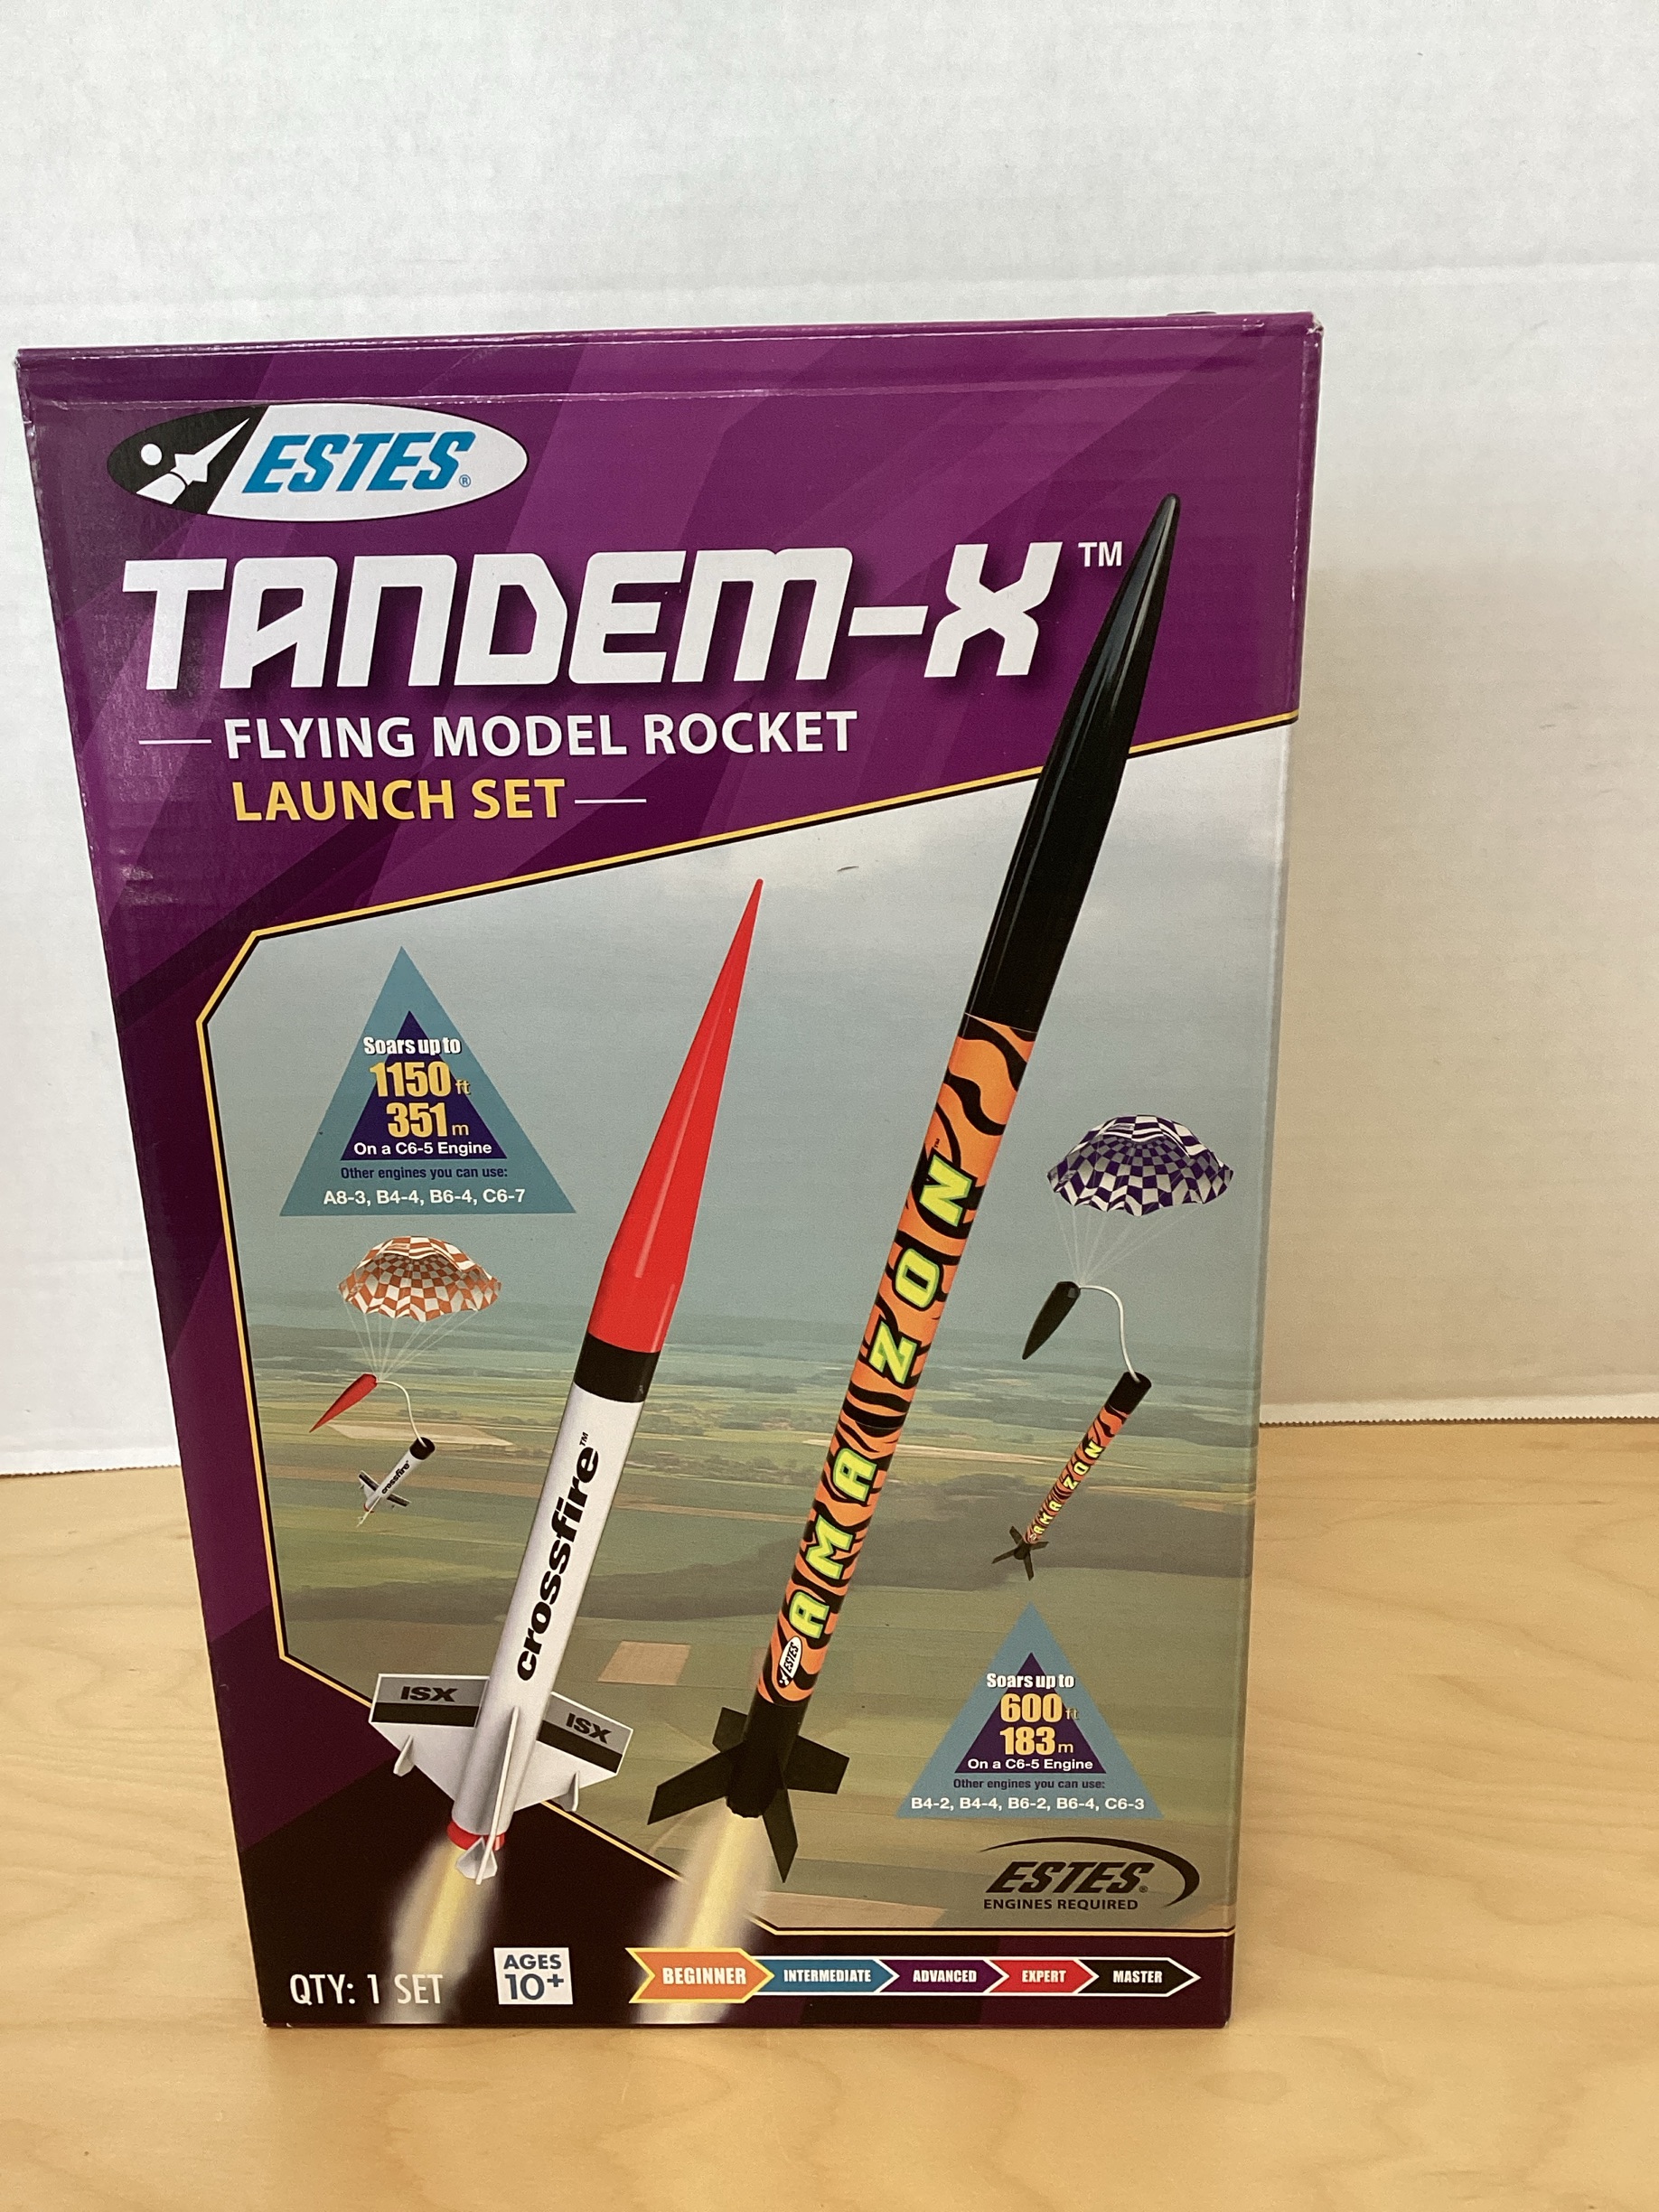 ESTES®
TANDEM-X™
FLYING MODEL ROCKET
LAUNCH SET
Soars up to
1150 ft
351 m
On a C6-5 Engine
Other engines you can use:
A8-3, B4-4, B6-4, C6-7
crossfire™
ISX
ISX
AMAZON™
ESTES
crossfire
AMAZON
Soars up to
600 ft
183 m
On a C6-5 Engine
Other engines you can use:
B4-2, B4-4, B6-2, B6-4, C6-3
ESTES®
ENGINES REQUIRED
QTY: 1 SET
AGES
10+
BEGINNER INTERMEDIATE ADVANCED EXPERT MASTER